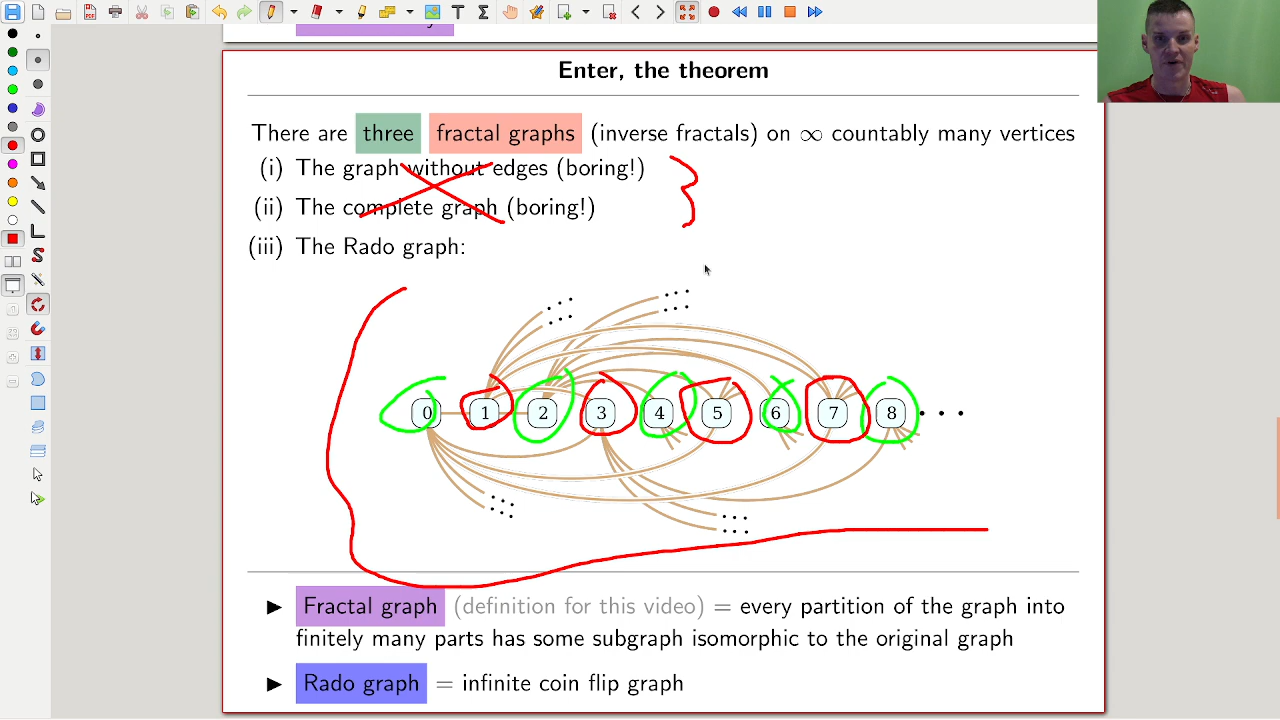 Enter, the theorem
There are three fractal graphs (inverse fractals) on ∞ countably many vertices
(i) The graph without edges (boring!)
(ii) The complete graph (boring!)
(iii) The Rado graph:
0 1 2 3 4 5 6 7 8 ···
▶ Fractal graph (definition for this video) = every partition of the graph into
finitely many parts has some subgraph isomorphic to the original graph
▶ Rado graph = infinite coin flip graph